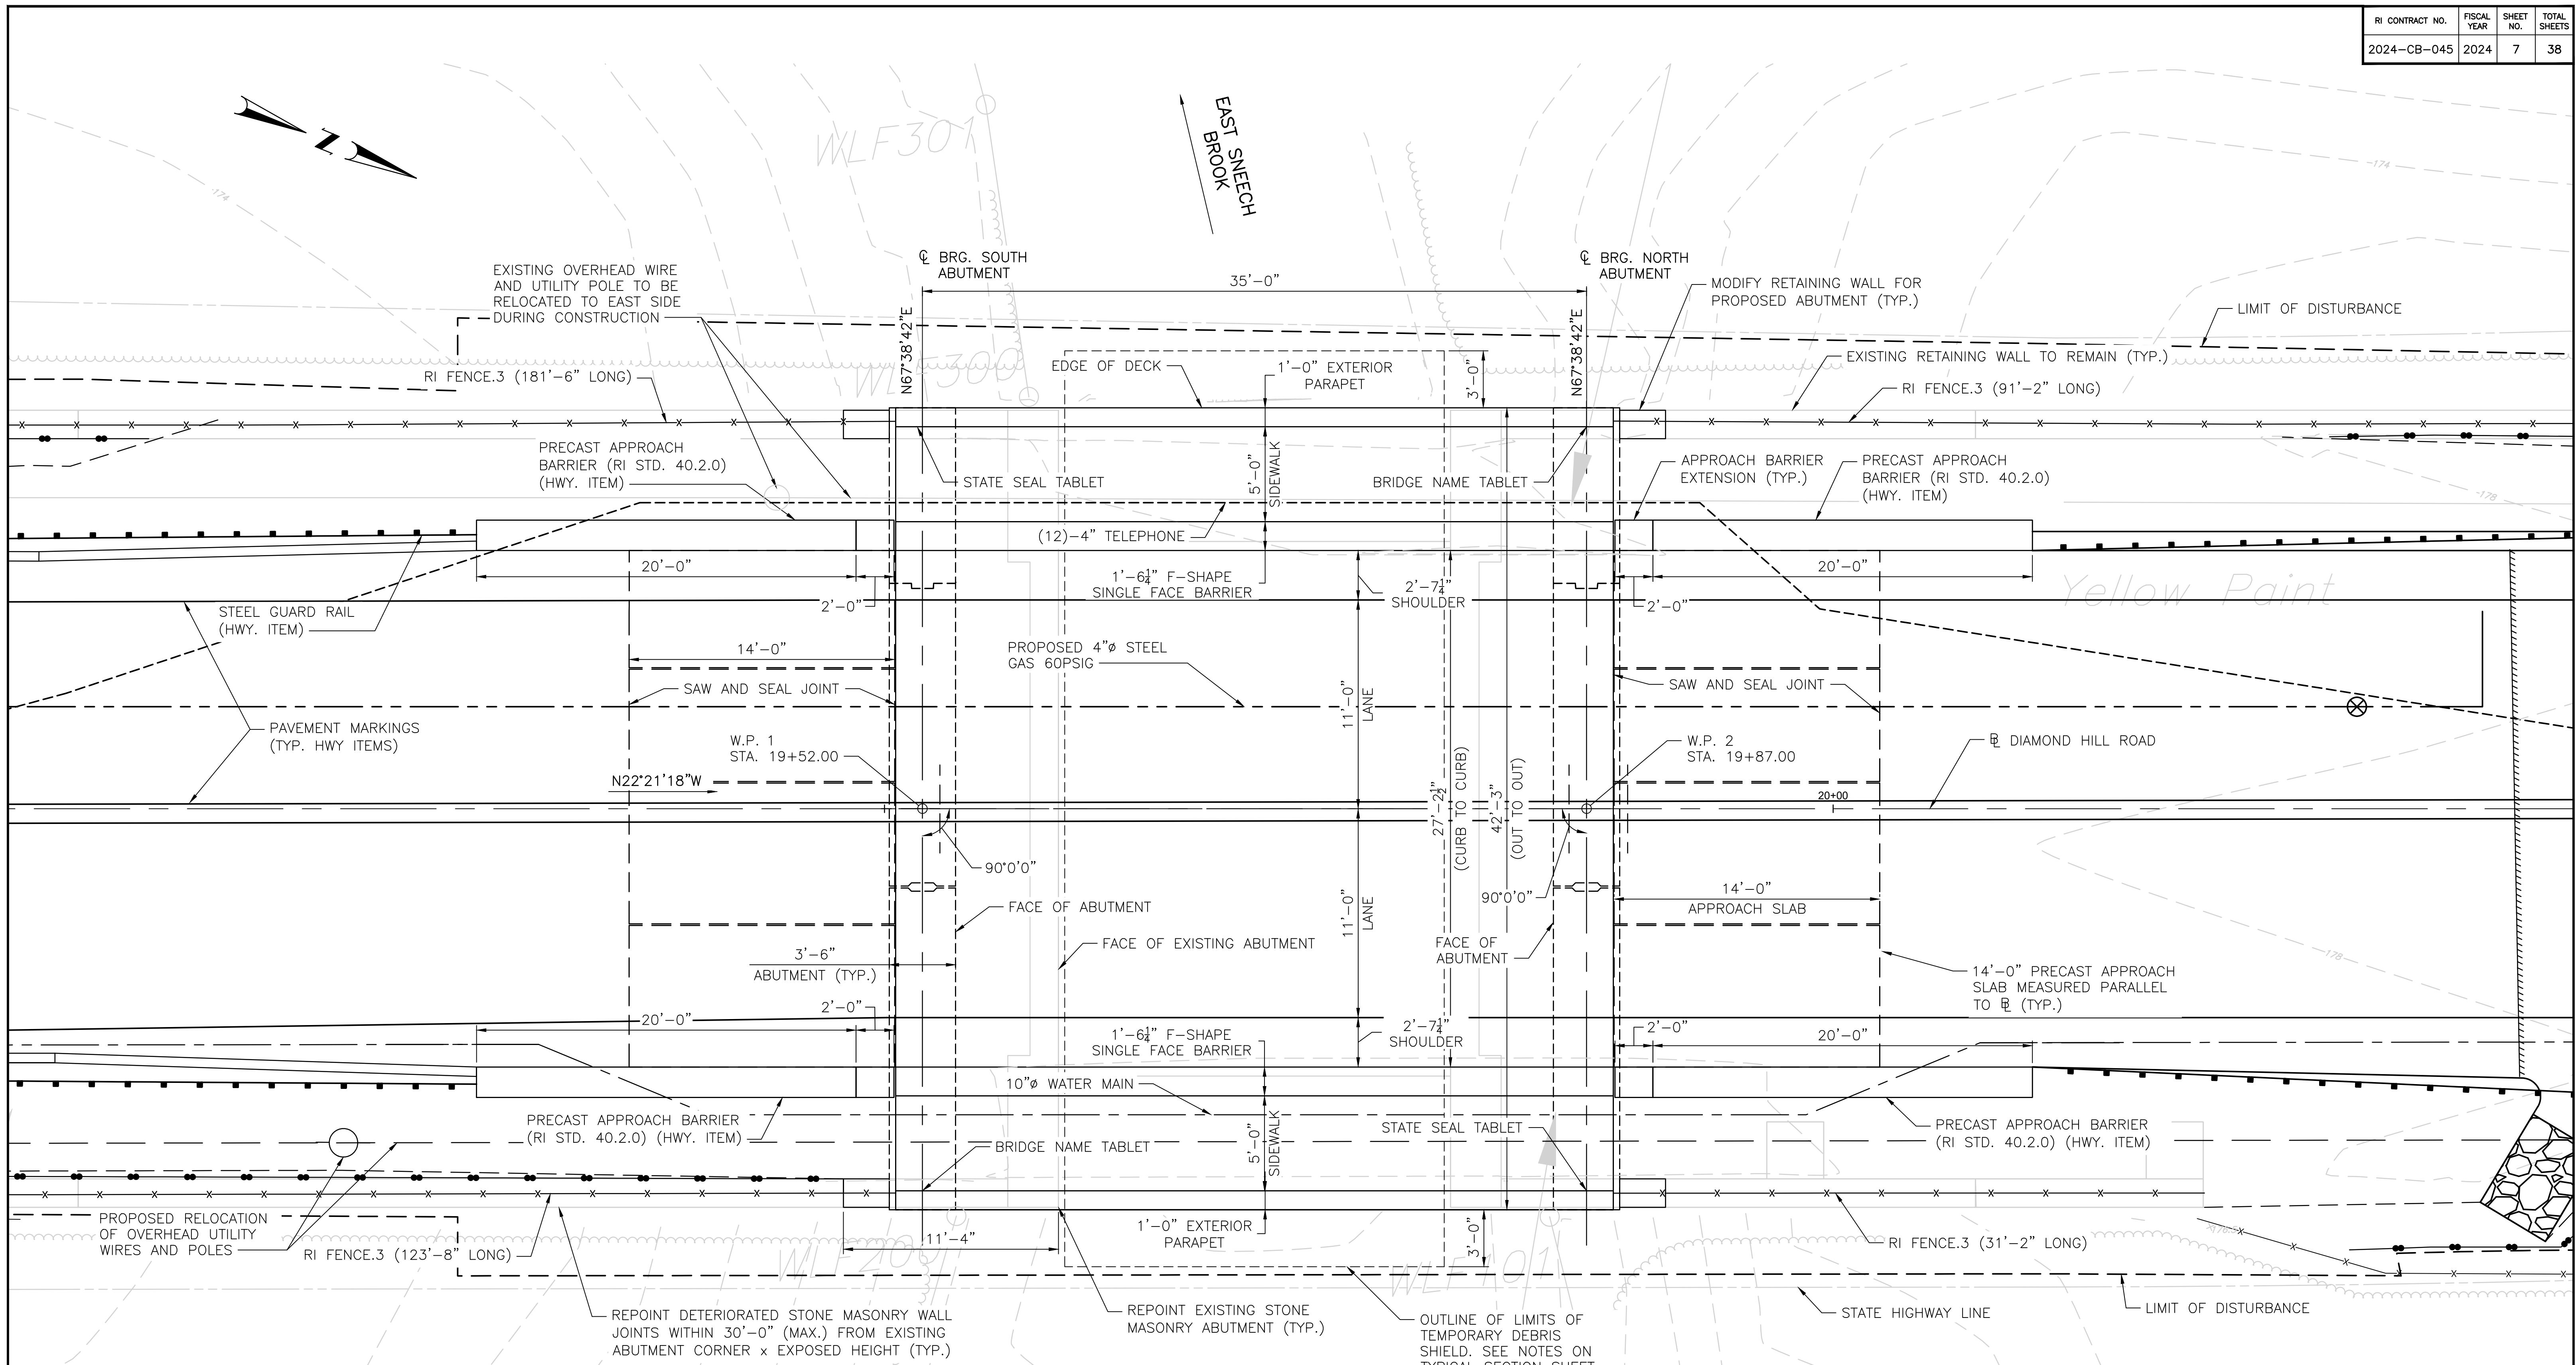 RI CONTRACT NO.
FISCAL YEAR
SHEET NO.
TOTAL SHEETS
2024-CB-045
2024
7
38
N
WLF301
EAST SNEECH
BROOK
-174
-174
℄ BRG. SOUTH
ABUTMENT
℄ BRG. NORTH
ABUTMENT
35'-0"
EXISTING OVERHEAD WIRE
AND UTILITY POLE TO BE
RELOCATED TO EAST SIDE
DURING CONSTRUCTION
MODIFY RETAINING WALL FOR
PROPOSED ABUTMENT (TYP.)
LIMIT OF DISTURBANCE
N67°38'42"E
N67°38'42"E
WLF300
EDGE OF DECK
1'-0" EXTERIOR
PARAPET
3'-0"
EXISTING RETAINING WALL TO REMAIN (TYP.)
RI FENCE.3 (181'-6" LONG)
RI FENCE.3 (91'-2" LONG)
PRECAST APPROACH
BARRIER (RI STD. 40.2.0)
(HWY. ITEM)
STATE SEAL TABLET
5'-0"
SIDEWALK
BRIDGE NAME TABLET
APPROACH BARRIER
EXTENSION (TYP.)
PRECAST APPROACH
BARRIER (RI STD. 40.2.0)
(HWY. ITEM)
-178
(12)-4" TELEPHONE
20'-0"
2'-0"
1'-6¼" F-SHAPE
SINGLE FACE BARRIER
2'-7¼"
SHOULDER
2'-0"
20'-0"
Yellow Paint
STEEL GUARD RAIL
(HWY. ITEM)
14'-0"
PROPOSED 4"ø STEEL
GAS 60PSIG
SAW AND SEAL JOINT
SAW AND SEAL JOINT
11'-0"
LANE
PAVEMENT MARKINGS
(TYP. HWY ITEMS)
W.P. 1
STA. 19+52.00
W.P. 2
STA. 19+87.00
℄ DIAMOND HILL ROAD
N22°21'18"W
27'-2½"
(CURB TO CURB)
42'-3"
(OUT TO OUT)
20+00
90°0'0"
90°0'0"
14'-0"
APPROACH SLAB
FACE OF ABUTMENT
11'-0"
LANE
FACE OF EXISTING ABUTMENT
FACE OF
ABUTMENT
3'-6"
ABUTMENT (TYP.)
-178
14'-0" PRECAST APPROACH
SLAB MEASURED PARALLEL
TO ℄ (TYP.)
20'-0"
2'-0"
1'-6¼" F-SHAPE
SINGLE FACE BARRIER
2'-7¼"
SHOULDER
2'-0"
20'-0"
10"ø WATER MAIN
PRECAST APPROACH BARRIER
(RI STD. 40.2.0) (HWY. ITEM)
BRIDGE NAME TABLET
5'-0"
SIDEWALK
STATE SEAL TABLET
PRECAST APPROACH BARRIER
(RI STD. 40.2.0) (HWY. ITEM)
PROPOSED RELOCATION
OF OVERHEAD UTILITY
WIRES AND POLES
RI FENCE.3 (123'-8" LONG)
11'-4"
1'-0" EXTERIOR
PARAPET
3'-0"
RI FENCE.3 (31'-2" LONG)
WLF101
REPOINT DETERIORATED STONE MASONRY WALL
JOINTS WITHIN 30'-0" (MAX.) FROM EXISTING
ABUTMENT CORNER x EXPOSED HEIGHT (TYP.)
REPOINT EXISTING STONE
MASONRY ABUTMENT (TYP.)
OUTLINE OF LIMITS OF
TEMPORARY DEBRIS
SHIELD. SEE NOTES ON
TYPICAL SECTION SHEET
STATE HIGHWAY LINE
LIMIT OF DISTURBANCE